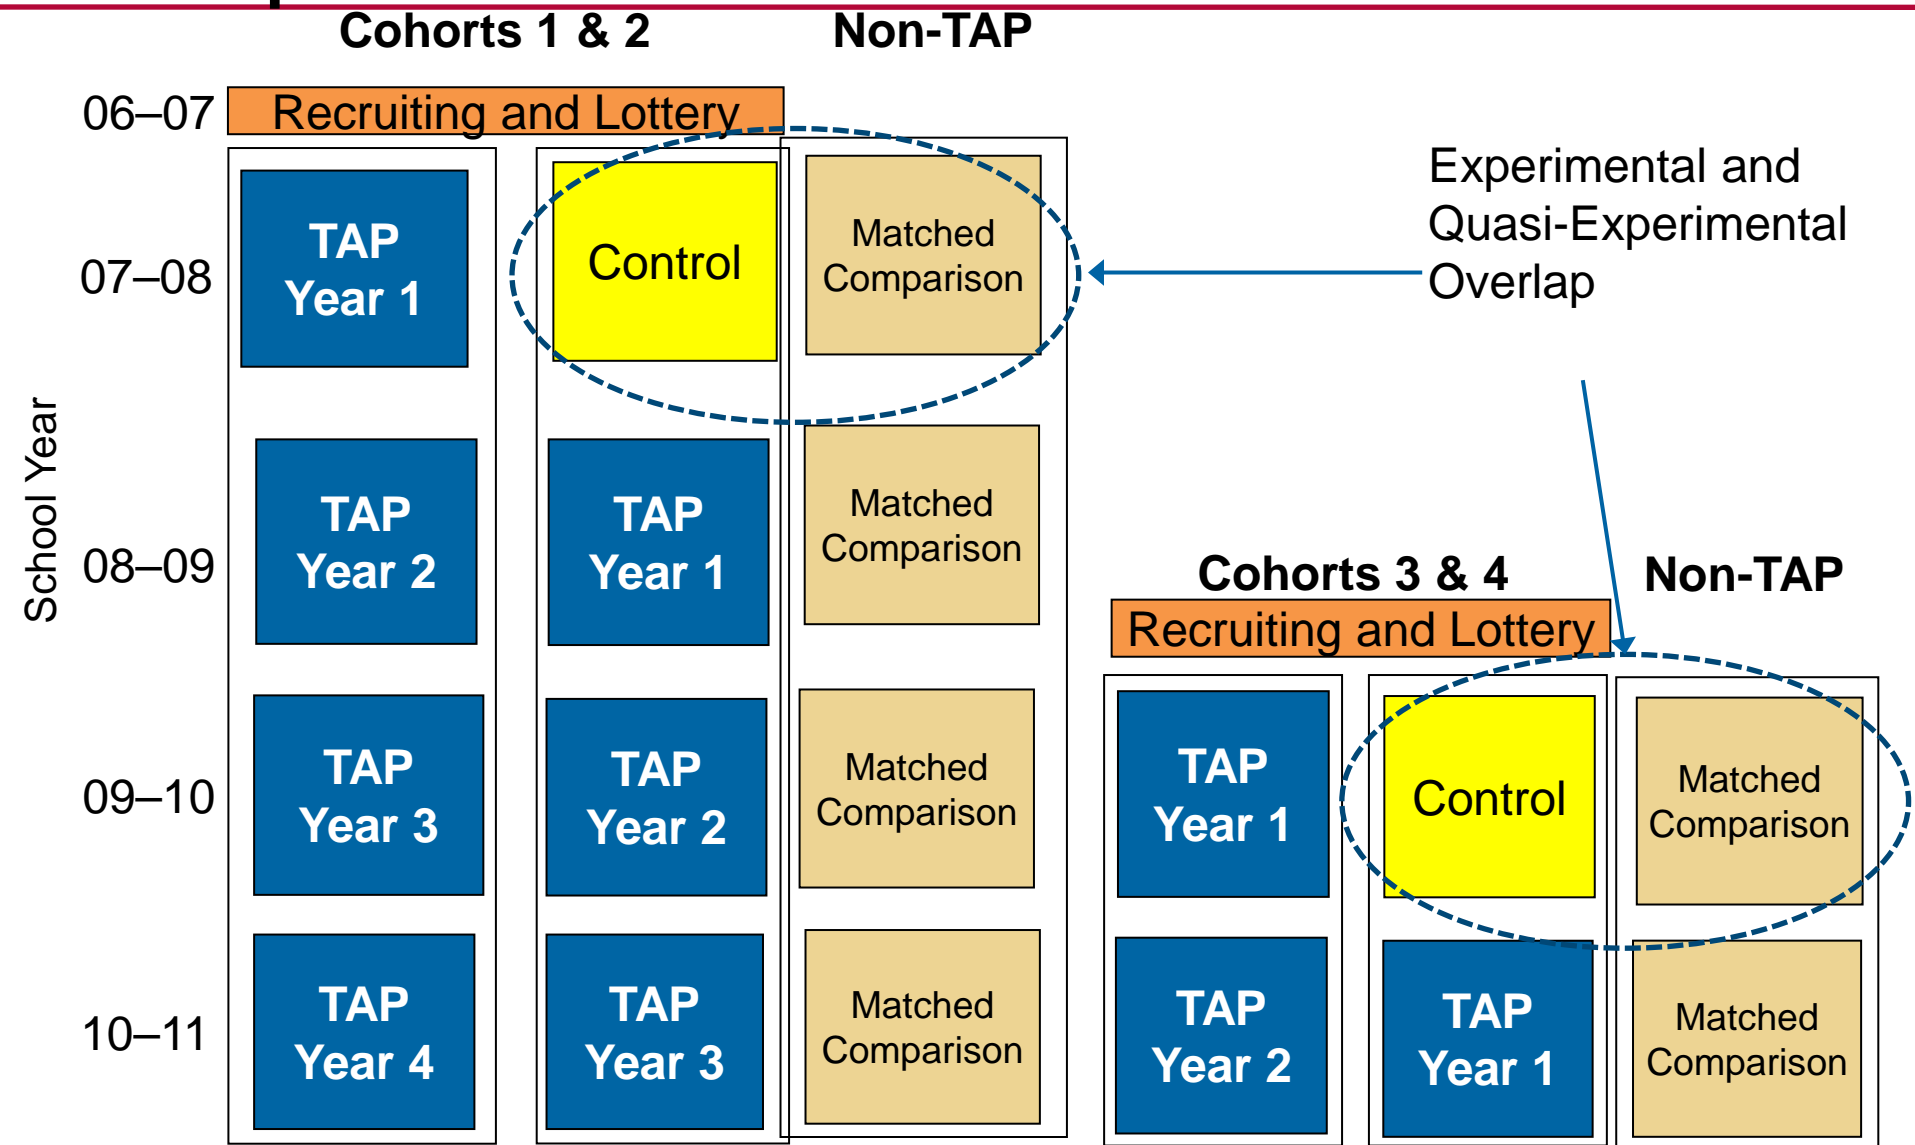 Cohorts 1 & 2
Non-TAP
06–07
Recruiting and Lottery
School Year
07–08
TAP
Year 1
Control
Matched
Comparison
Experimental and
Quasi-Experimental
Overlap
08–09
TAP
Year 2
TAP
Year 1
Matched
Comparison
Cohorts 3 & 4
Non-TAP
Recruiting and Lottery
09–10
TAP
Year 3
TAP
Year 2
Matched
Comparison
TAP
Year 1
Control
Matched
Comparison
10–11
TAP
Year 4
TAP
Year 3
Matched
Comparison
TAP
Year 2
TAP
Year 1
Matched
Comparison